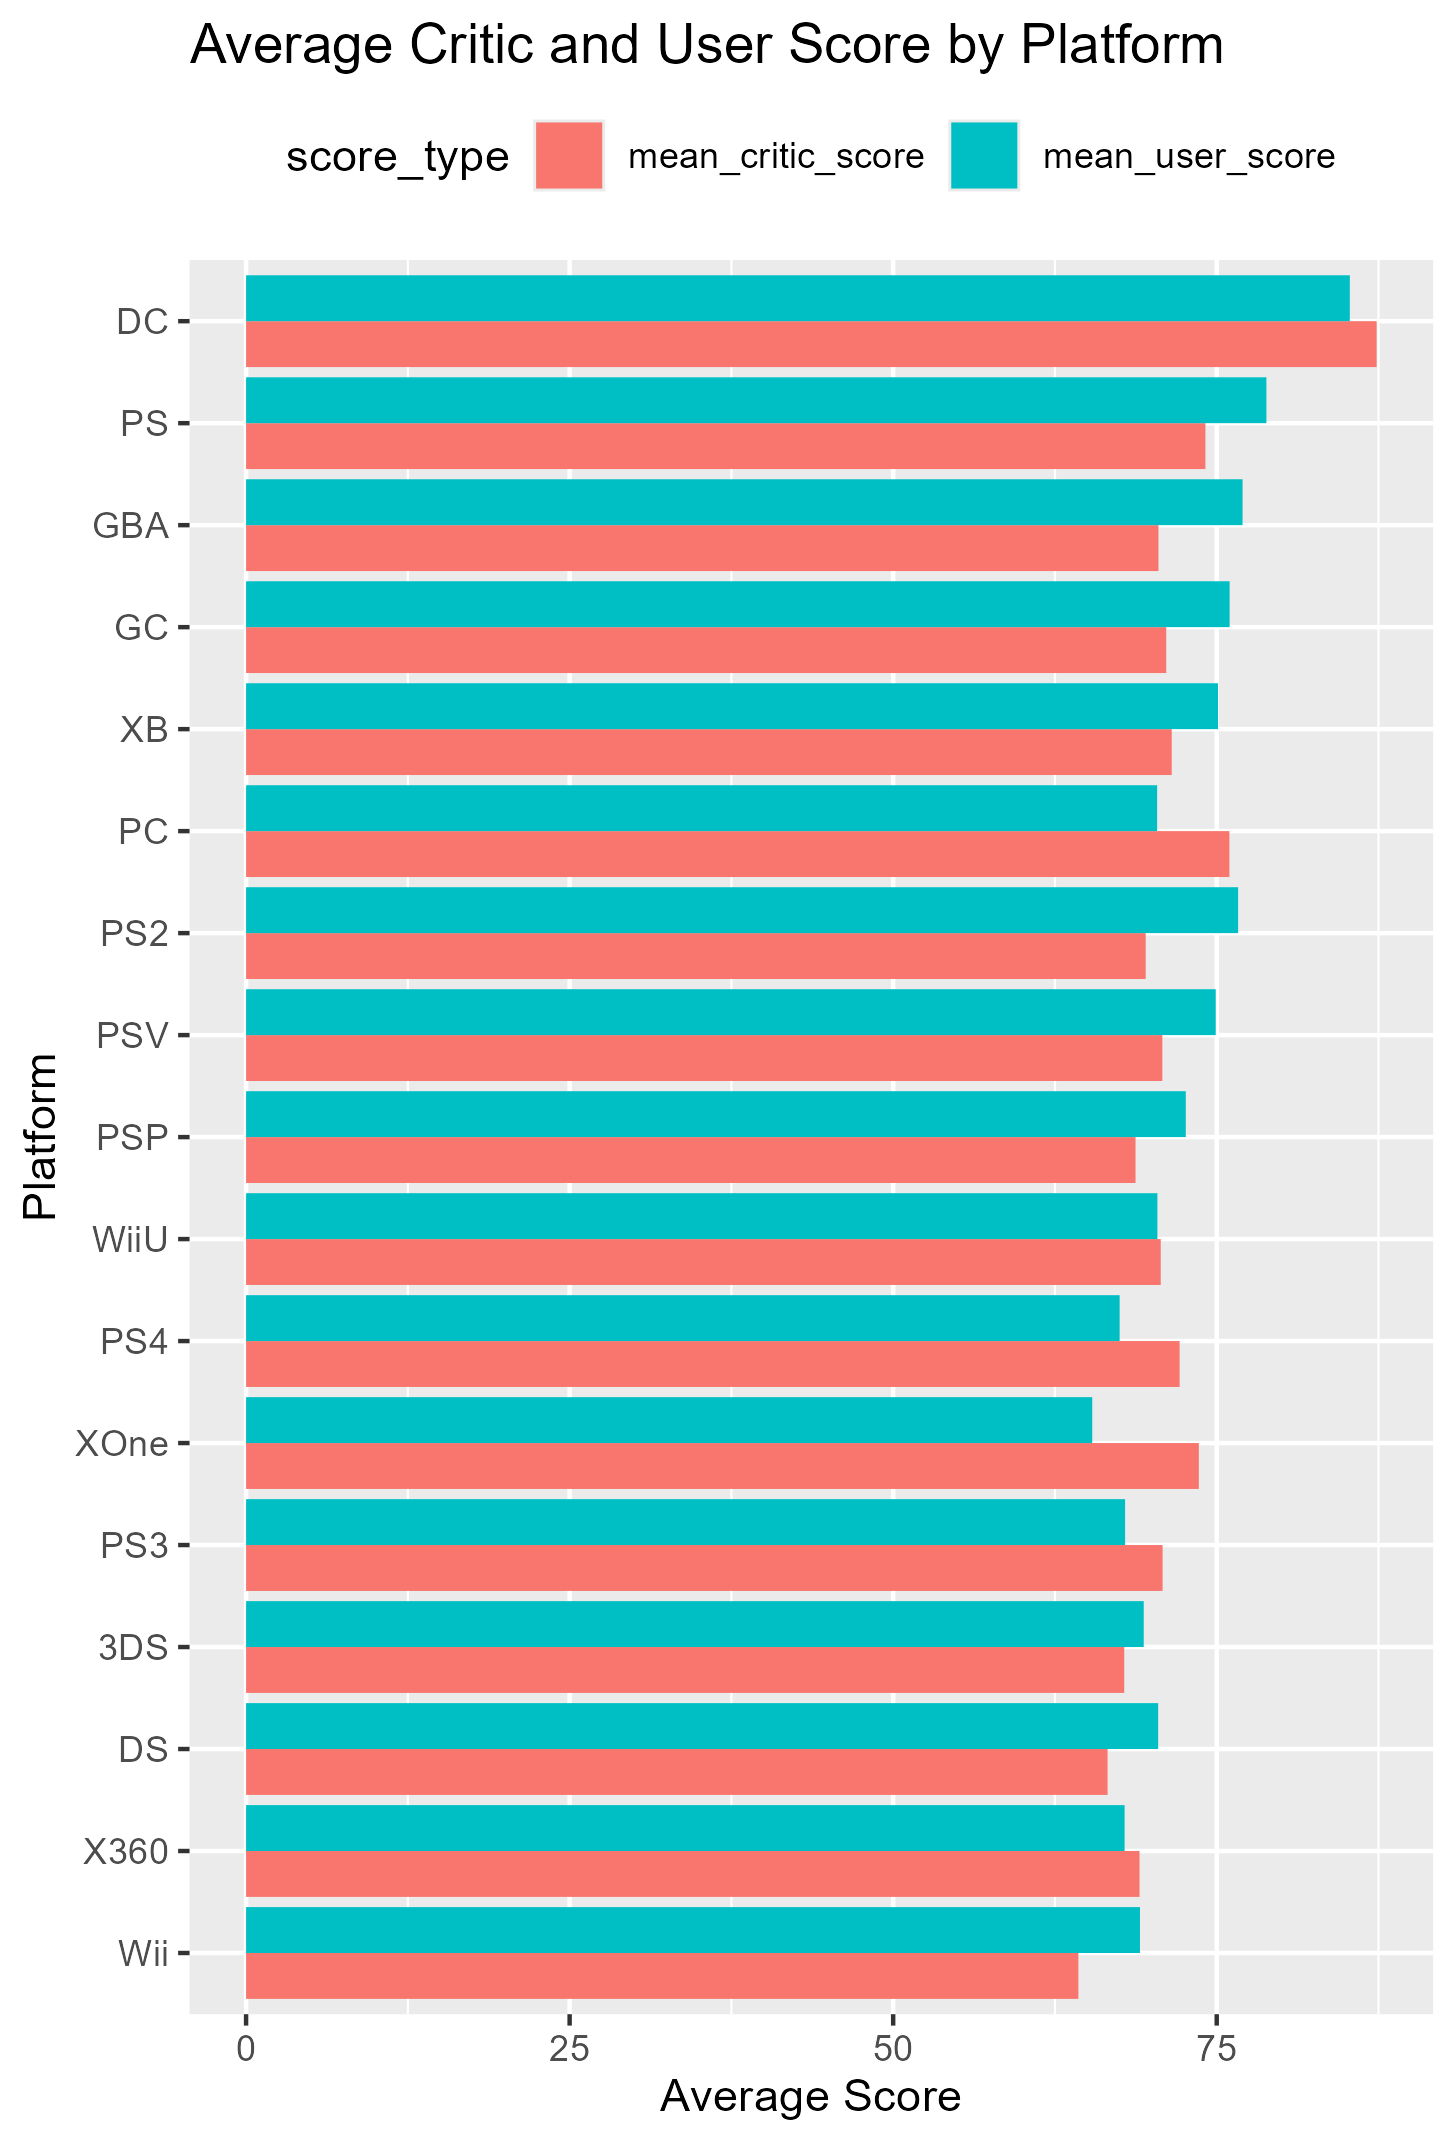 Average Critic and User Score by Platform
score_type mean_critic_score mean_user_score
DC
PS
GBA
GC
XB
PC
PS2
PSV
PSP
WiiU
PS4
XOne
PS3
3DS
DS
X360
Wii
Platform
0 25 50 75
Average Score